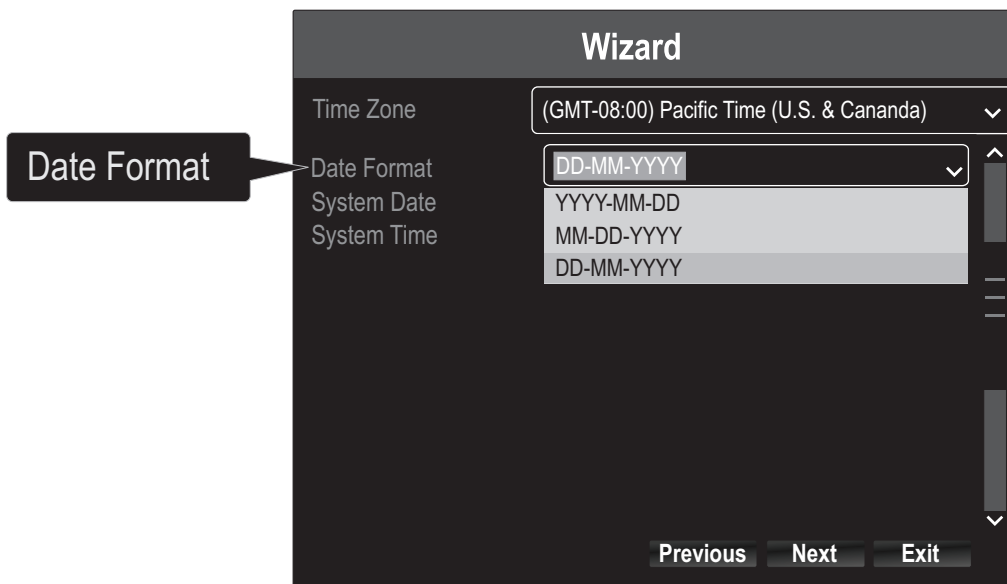 Wizard
Time Zone
(GMT-08:00) Pacific Time (U.S. & Cananda)
Date Format
Date Format
DD-MM-YYYY
System Date
YYYY-MM-DD
System Time
MM-DD-YYYY
DD-MM-YYYY
Previous
Next
Exit